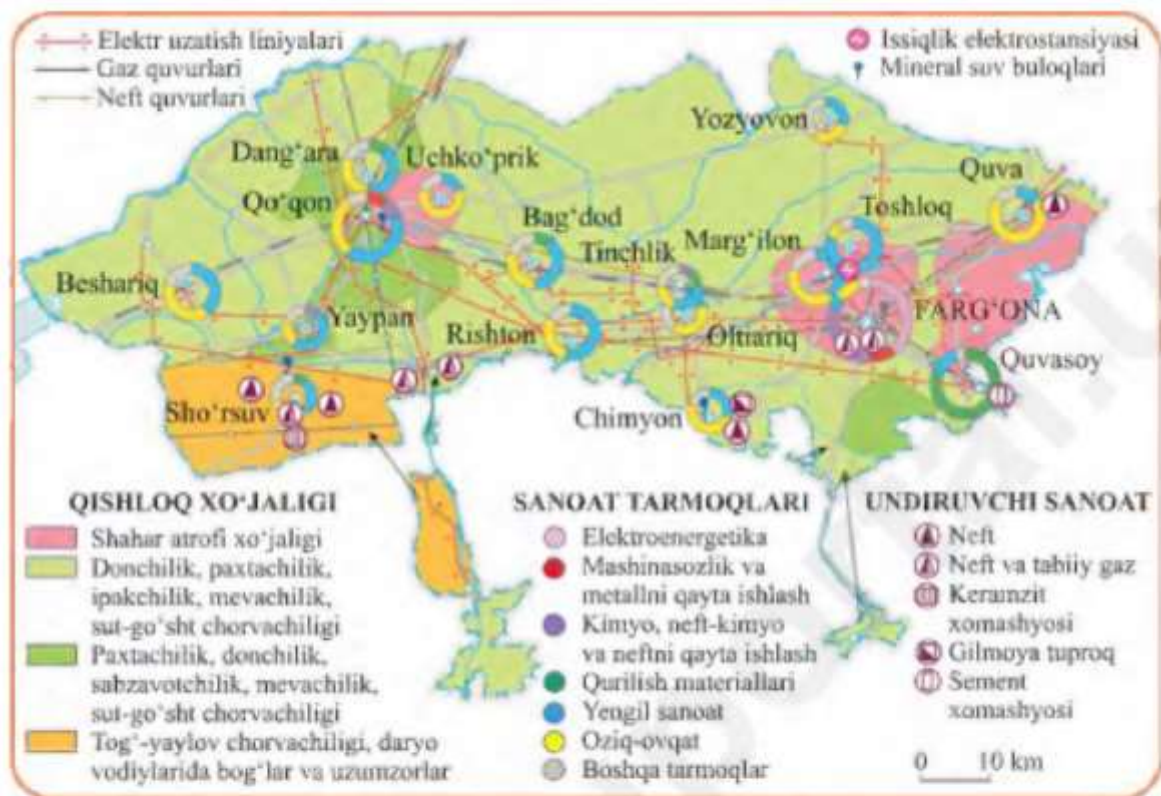 Elektr uzatish liniyalari
Gaz quvurlari
Neft quvurlari
Issiqlik elektrostansiyasi
Mineral suv buloqlari
Yozyovon
Dang‘ara
Uchko‘prik
Quva
Qo‘qon
Toshloq
Bag‘dod
Marg‘ilon
Tinchlik
Beshariq
Yaypan
Rishton
Oltiariq
FARG‘ONA
Quvasoy
Sho‘rsuv
Chimyon
QISHLOQ XO‘JALIGI
Shahar atrofi xo‘jaligi
Donchilik, paxtachilik,
ipakchilik, mevachilik,
sut-go‘sht chorvachiligi
Paxtachilik, donchilik,
sabzavotchilik, mevachilik,
sut-go‘sht chorvachiligi
Tog‘-yaylov chorvachiligi, daryo
vodiylarida bog‘lar va uzumzorlar
SANOAT TARMOQLARI
Elektroenergetika
Mashinasozlik va
metallni qayta ishlash
Kimyo, neft-kimyo
va neftni qayta ishlash
Qurilish materiallari
Yengil sanoat
Oziq-ovqat
Boshqa tarmoqlar
UNDIRUVCHI SANOAT
Neft
Neft va tabiiy gaz
Keramzit
xomashyosi
Gilmoya tuproq
Sement
xomashyosi
0 10 km